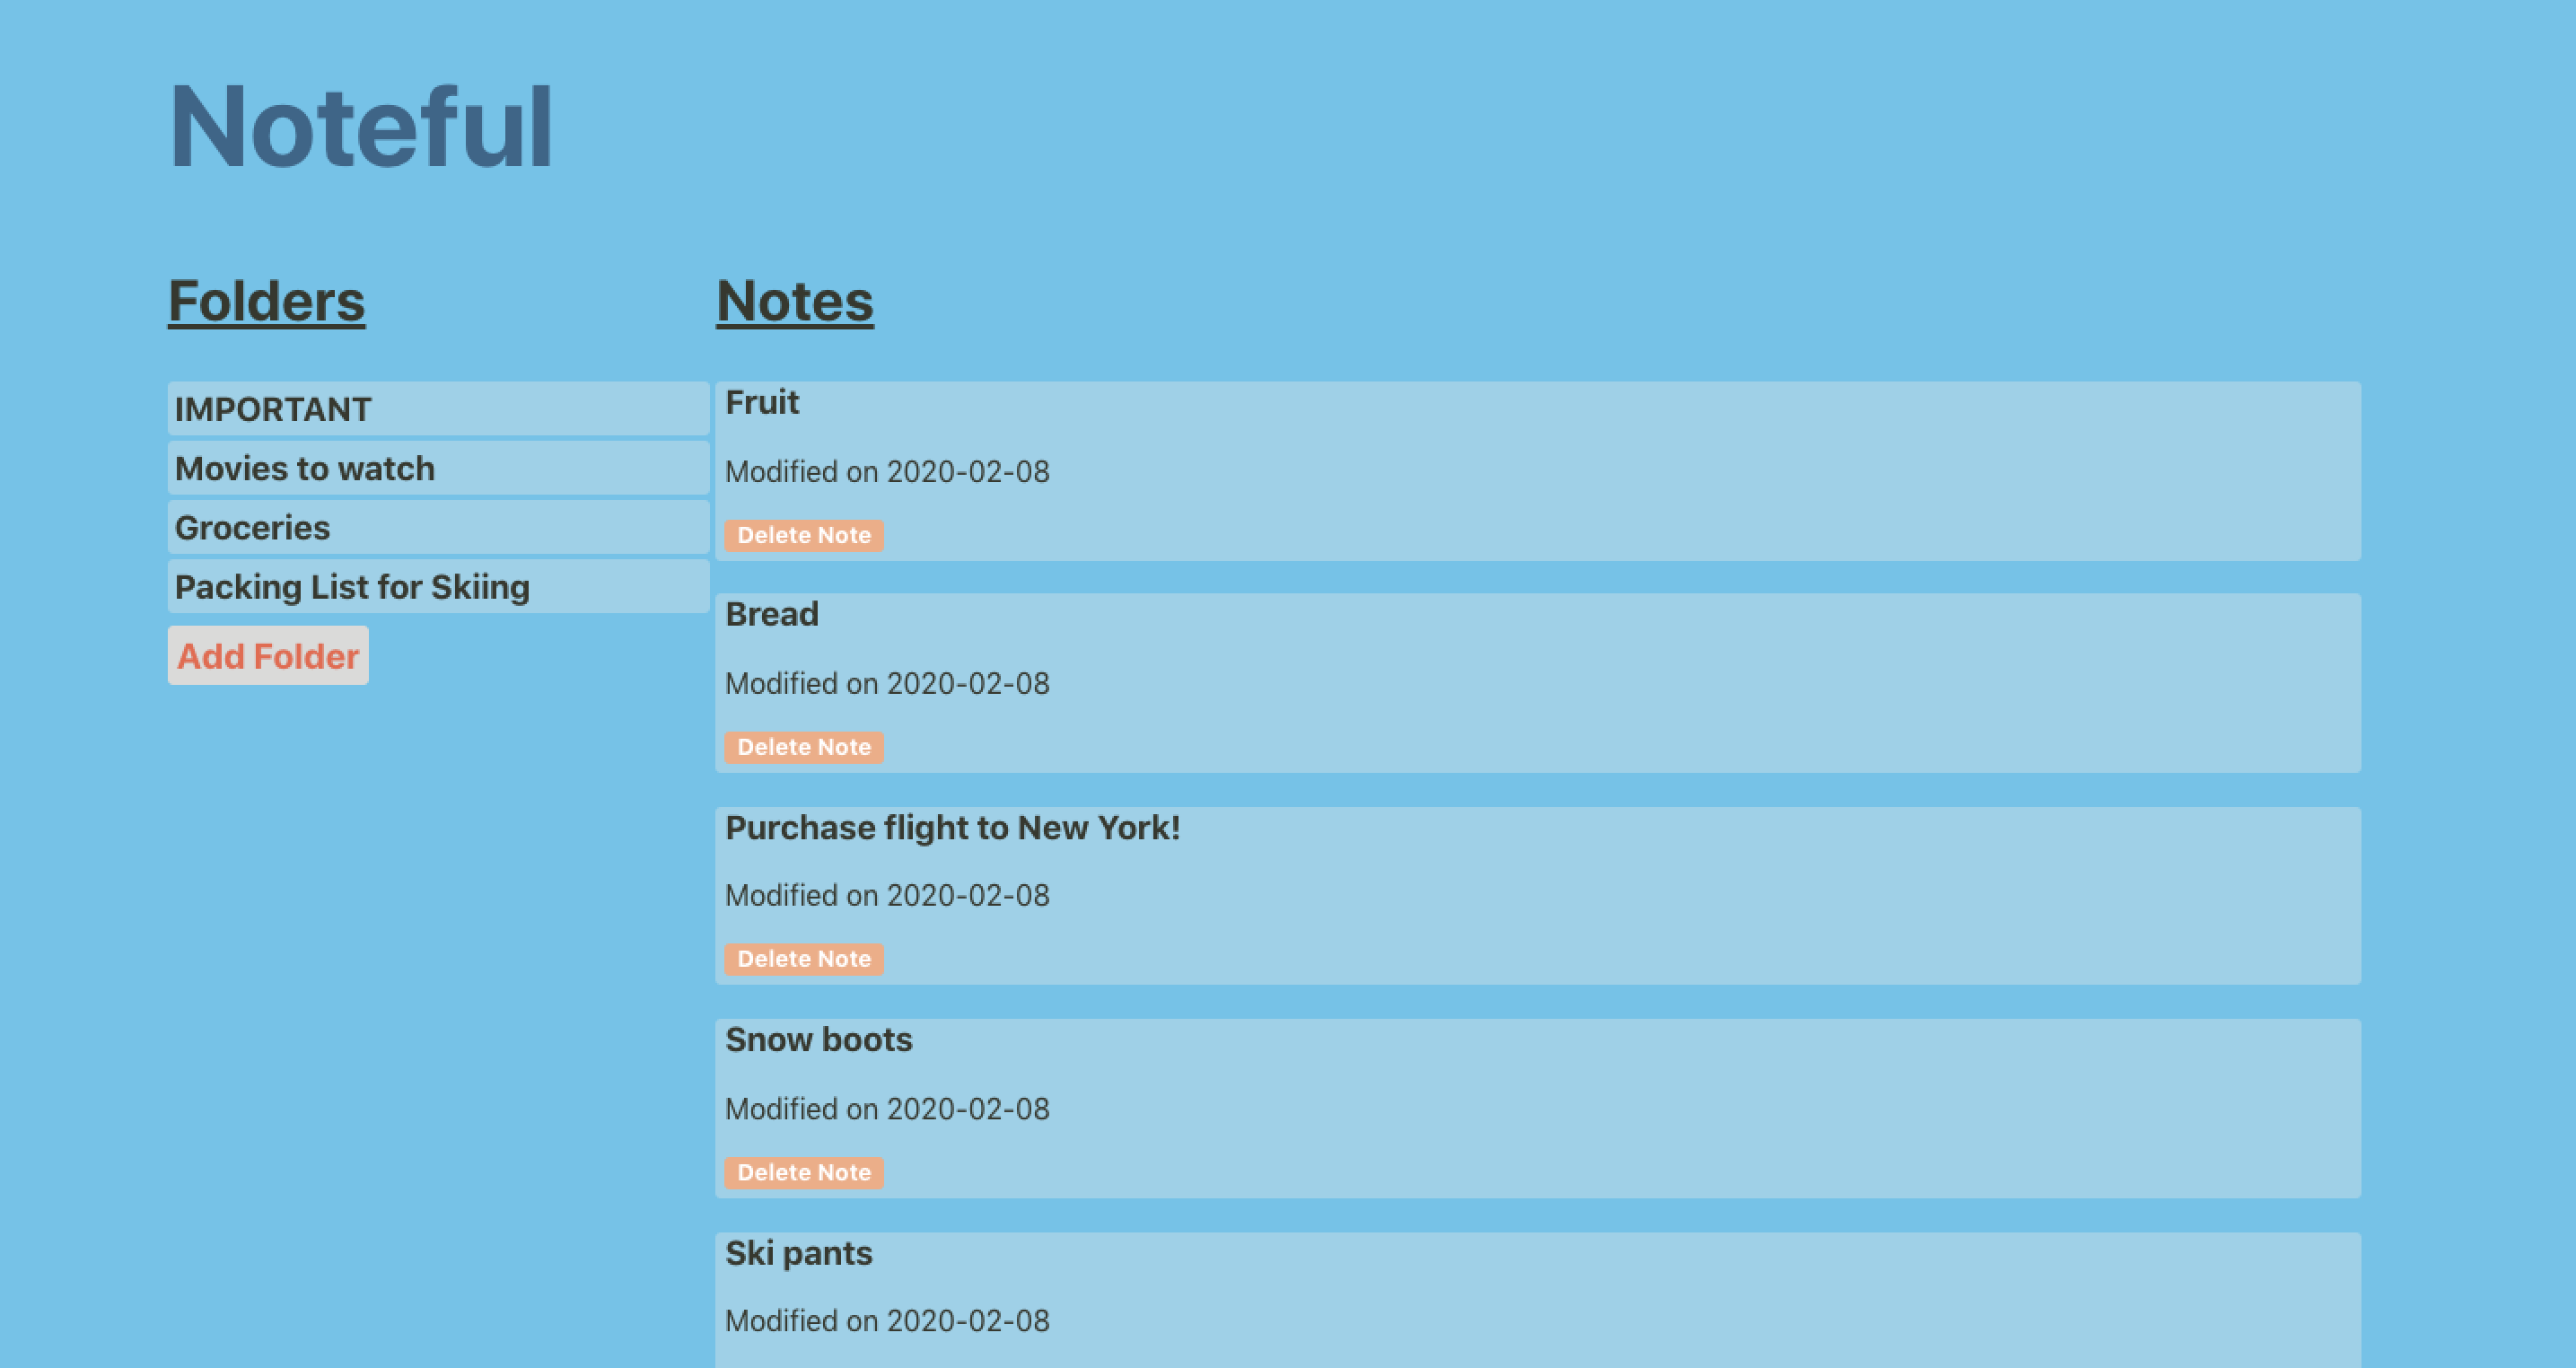 Noteful
Folders
IMPORTANT
Movies to watch
Groceries
Packing List for Skiing
Add Folder
Notes
Fruit
Modified on 2020-02-08
Delete Note
Bread
Modified on 2020-02-08
Delete Note
Purchase flight to New York!
Modified on 2020-02-08
Delete Note
Snow boots
Modified on 2020-02-08
Delete Note
Ski pants
Modified on 2020-02-08